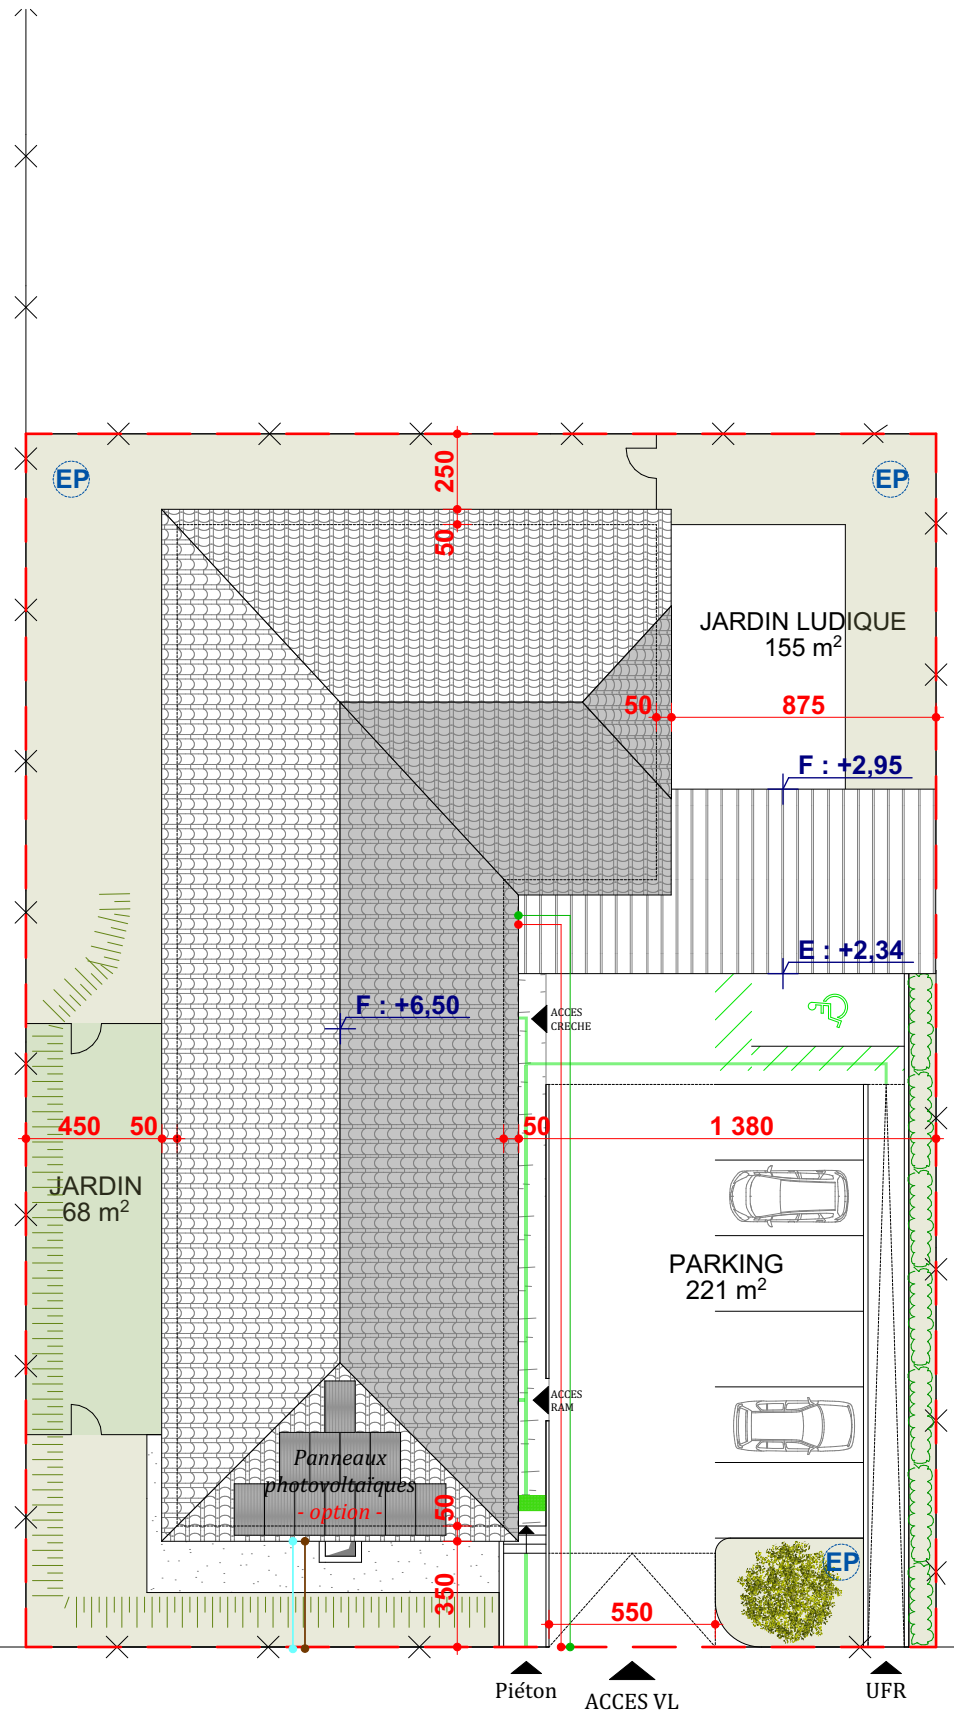 250
EP
EP
50
JARDIN LUDIQUE
155 m²
50
875
F : +2,95
E : +2,34
F : +6,50
ACCES
CRECHE
450
50
50
1 380
JARDIN
68 m²
PARKING
221 m²
ACCES
RAM
Panneaux
photovoltaïques
- option -
50
EP
350
550
Piéton
ACCES VL
UFR